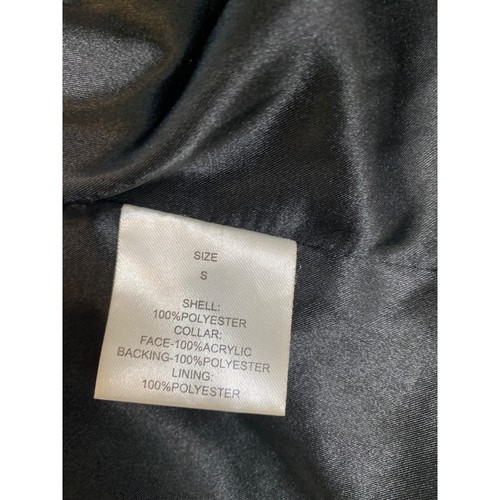 SIZE
S
SHELL:
100%POLYESTER
COLLAR:
FACE-100%ACRYLIC
BACKING-100%POLYESTER
LINING:
100%POLYESTER